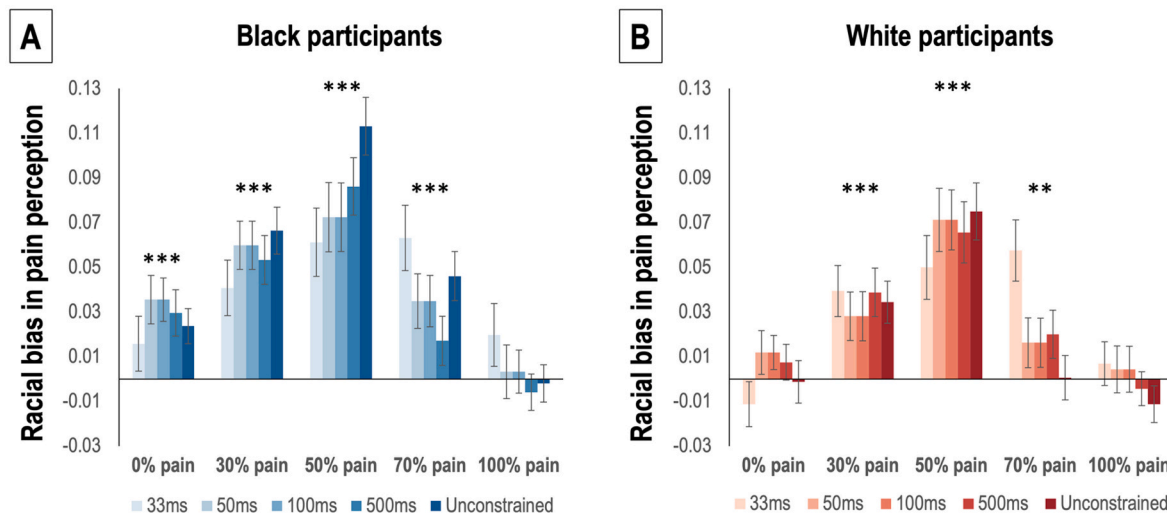 A
Black participants
Racial bias in pain perception
0.13
0.11
0.09
0.07
0.05
0.03
0.01
-0.01
-0.03
***
***
***
***
0% pain
30% pain
50% pain
70% pain
100% pain
33ms
50ms
100ms
500ms
Unconstrained
B
White participants
Racial bias in pain perception
0.13
0.11
0.09
0.07
0.05
0.03
0.01
-0.01
-0.03
***
***
**
0% pain
30% pain
50% pain
70% pain
100% pain
33ms
50ms
100ms
500ms
Unconstrained